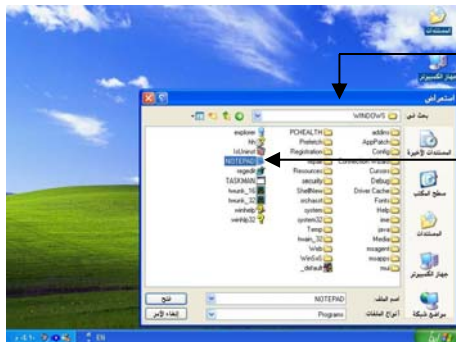 المستندات
جهاز الكمبيوتر
استعراض
بحث في:
WINDOWS
المستندات الأخيرة
سطح المكتب
المستندات
جهاز الكمبيوتر
مواضع شبكة
addins
AppPatch
Config
Connection Wizard
Cursors
Debug
Driver Cache
Fonts
Help
ime
java
Media
msagent
msapps
mui
PCHEALTH
Prefetch
Registration
repair
Resources
security
ShellNew
srchasst
system
system32
Temp
twain_32
Web
WinSxS
_default
explorer
hh
IsUninst
NOTEPAD
regedit
TASKMAN
twunk_16
twunk_32
winhelp
winhlp32
اسم الملف:
NOTEPAD
فتح
أنواع الملفات:
Programs
إلغاء الأمر
EN